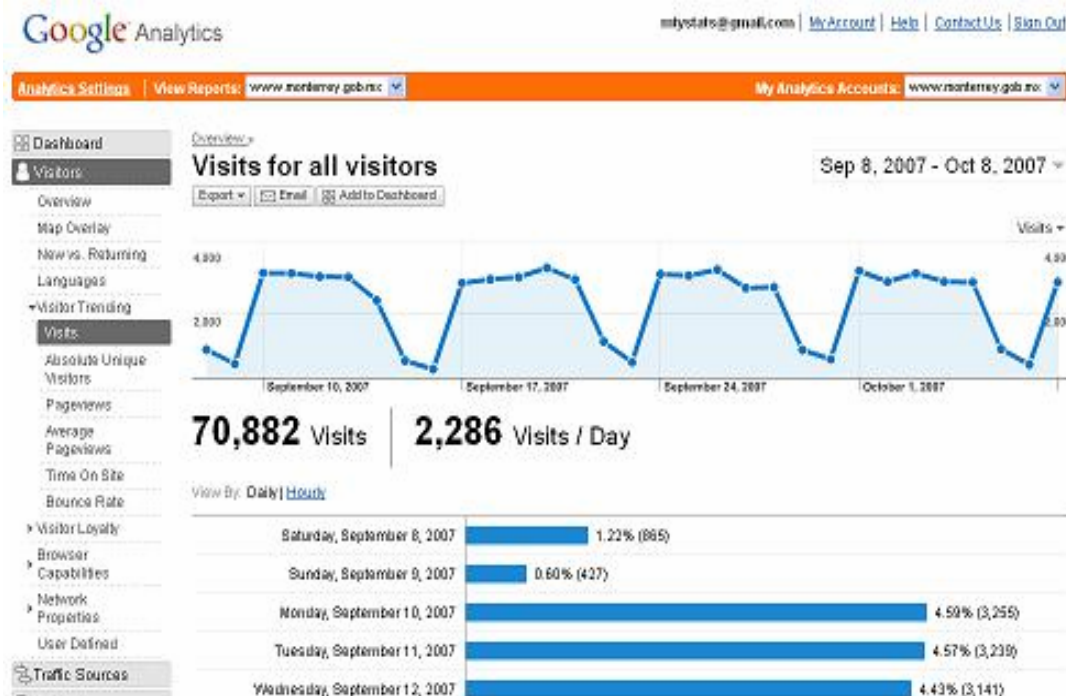 Google Analytics
mtystats@gmail.com | My Account | Help | Contact Us | Sign Out
Analytics Settings | View Reports: www.monterrey.gob.mx
My Analytics Accounts: www.monterrey.gob.mx
Dashboard
Visitors
Overview
Map Overlay
New vs. Returning
Languages
Visitor Trending
Visits
Absolute Unique
Visitors
Pageviews
Average
Pageviews
Time On Site
Bounce Rate
Visitor Loyalty
Browser
Capabilities
Network
Properties
User Defined
Traffic Sources
Overview »
Visits for all visitors
Sep 8, 2007 - Oct 8, 2007
Export
Email
Add to Dashboard
Visits
4,000
2,000
September 10, 2007
September 17, 2007
September 24, 2007
October 1, 2007
70,882 Visits
2,286 Visits / Day
View By: Daily | Hourly
Saturday, September 8, 2007 1.22% (865)
Sunday, September 9, 2007 0.60% (427)
Monday, September 10, 2007 4.59% (3,255)
Tuesday, September 11, 2007 4.57% (3,239)
Wednesday, September 12, 2007 4.43% (3,141)